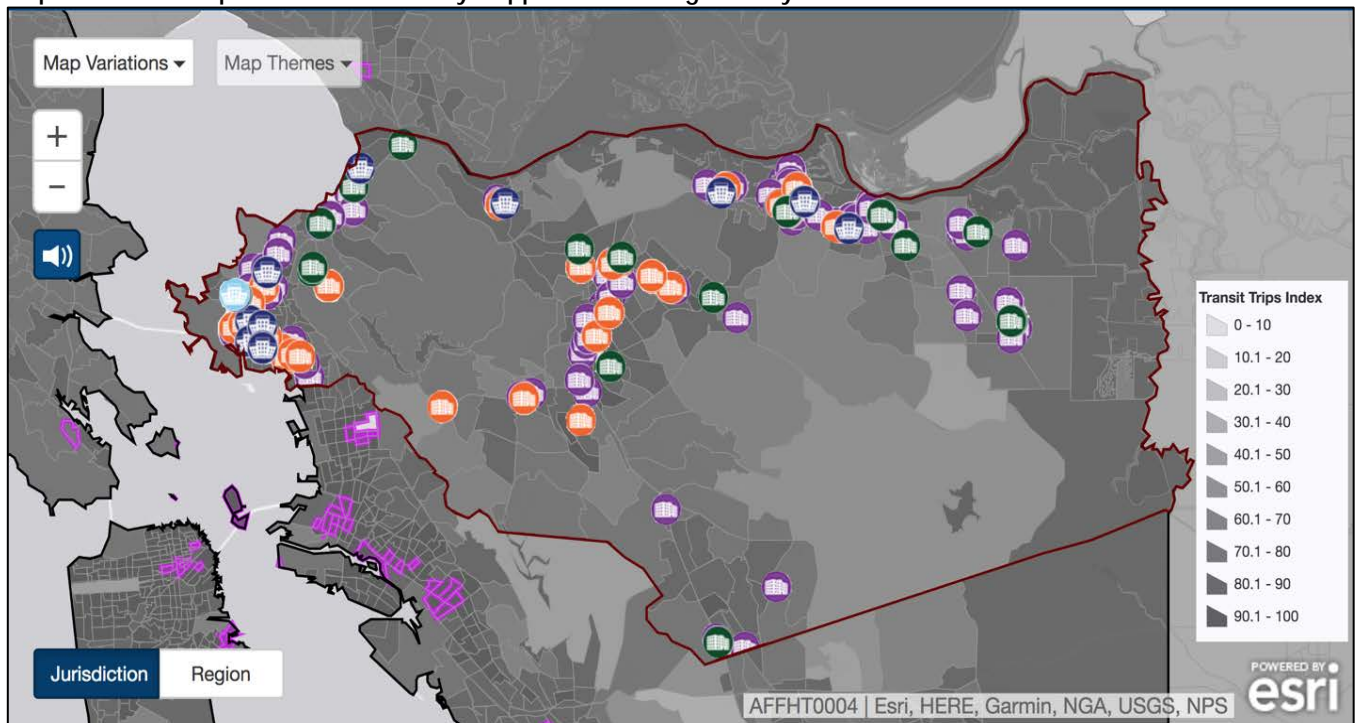 Map Variations
Map Themes
+
−
Transit Trips Index
0 - 10
10.1 - 20
20.1 - 30
30.1 - 40
40.1 - 50
50.1 - 60
60.1 - 70
70.1 - 80
80.1 - 90
90.1 - 100
Jurisdiction
Region
POWERED BY
esri
AFFHT0004 | Esri, HERE, Garmin, NGA, USGS, NPS